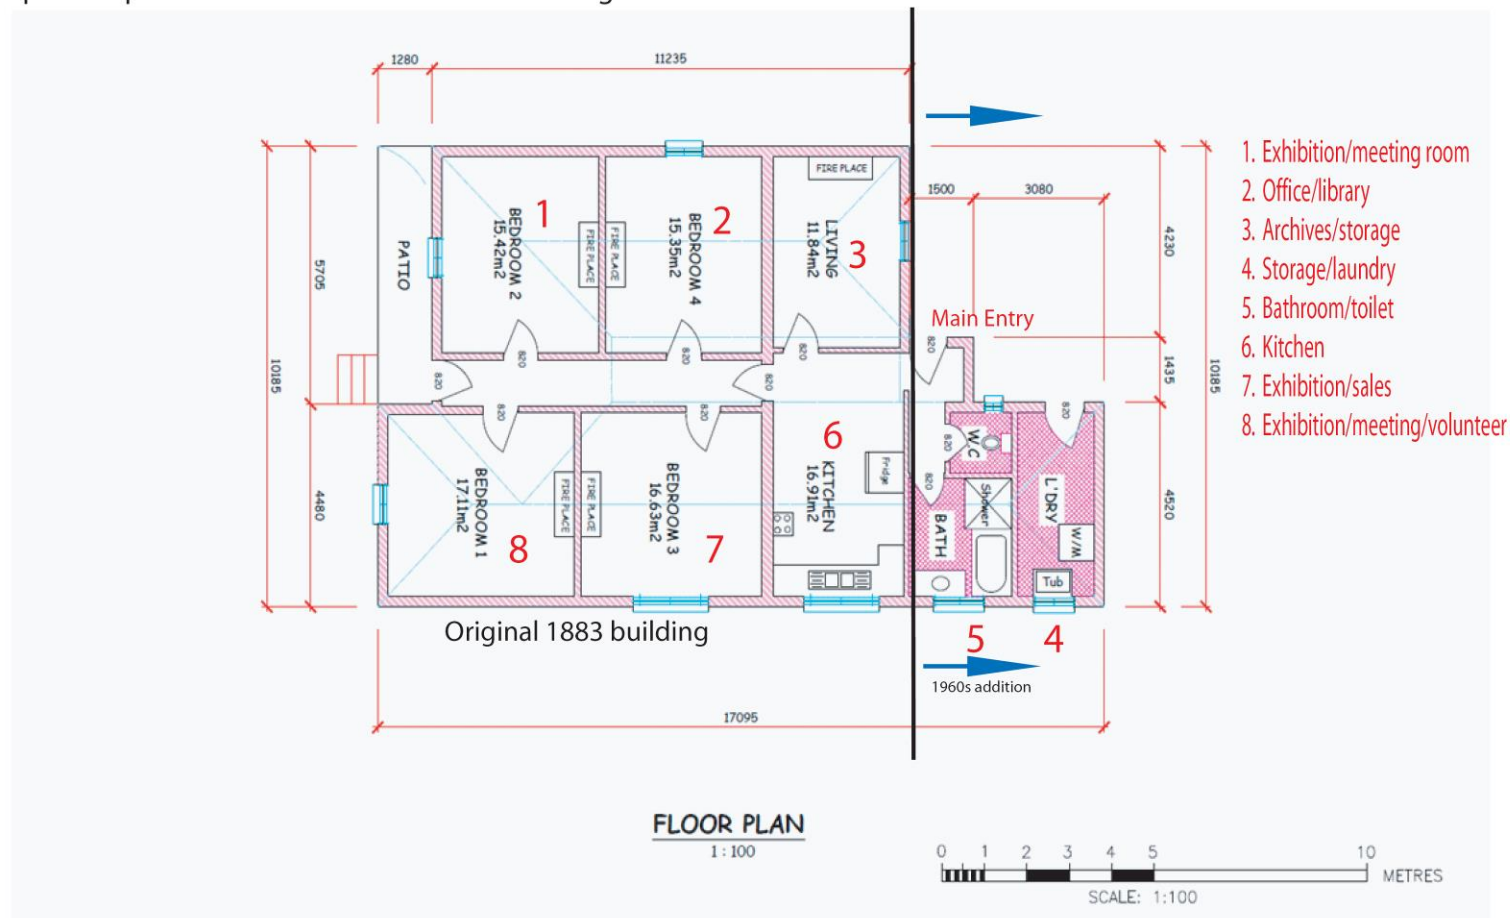 1280
11235
1500
3080
4230
1435
4520
10185
10185
5705
4480
17095
PATIO
BEDROOM 2
15.42m2
1
FIRE PLACE
FIRE PLACE
BEDROOM 4
15.35m2
2
FIRE PLACE
LIVING
11.84m2
3
Main Entry
820
820
820
820
820
820
820
820
820
820
820
BEDROOM 1
17.11m2
8
FIRE PLACE
FIRE PLACE
BEDROOM 3
16.63m2
7
6
KITCHEN
16.91m2
Fridge
W.C
BATH
Shower
L'DRY
W/M
Tub
5
4
Original 1883 building
1960s addition
1. Exhibition/meeting room
2. Office/library
3. Archives/storage
4. Storage/laundry
5. Bathroom/toilet
6. Kitchen
7. Exhibition/sales
8. Exhibition/meeting/volunteer
FLOOR PLAN
1 : 100
0 1 2 3 4 5 10
METRES
SCALE: 1:100